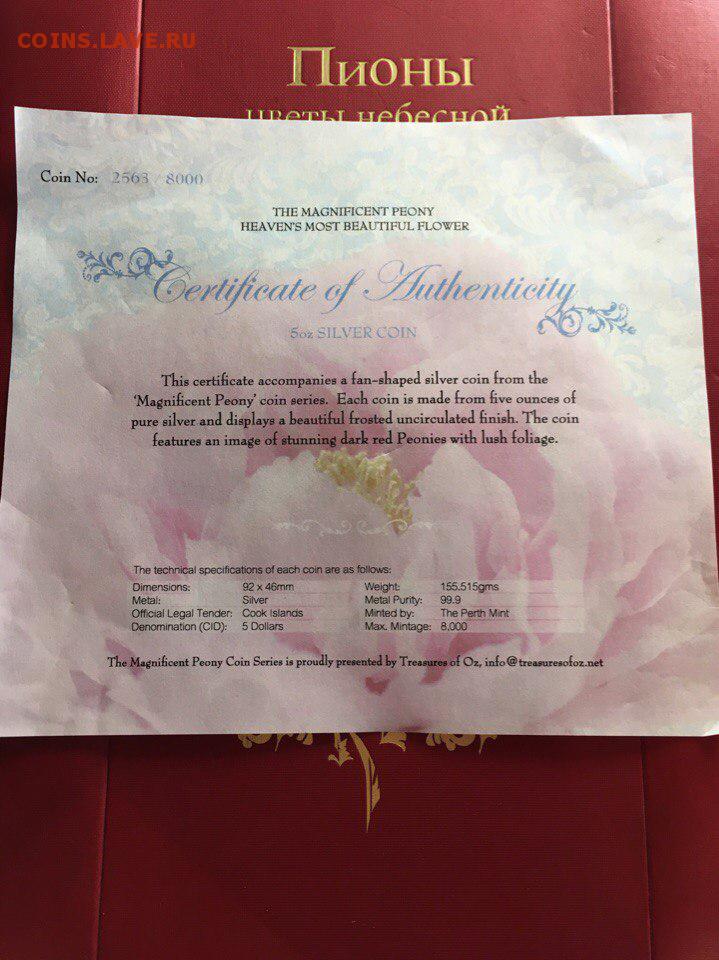 COINS.LAVE.RU
Пионы
цветы небесной
Coin No: 2563 / 8000
THE MAGNIFICENT PEONY
HEAVEN'S MOST BEAUTIFUL FLOWER
Certificate of Authenticity
5oz SILVER COIN
This certificate accompanies a fan-shaped silver coin from the
'Magnificent Peony' coin series. Each coin is made from five ounces of
pure silver and displays a beautiful frosted uncirculated finish. The coin
features an image of stunning dark red Peonies with lush foliage.
The technical specifications of each coin are as follows:
Dimensions: 92 x 46mm Weight: 155.515gms
Metal: Silver Metal Purity: 99.9
Official Legal Tender: Cook Islands Minted by: The Perth Mint
Denomination (CID): 5 Dollars Max. Mintage: 8,000
The Magnificent Peony Coin Series is proudly presented by Treasures of Oz, info@treasuresofoz.net